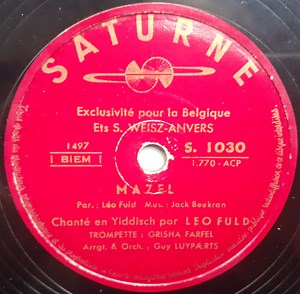 SATURNE
Exclusivité pour la Belgique
Ets S. WEISZ-ANVERS
1497
BIEM
S. 1030
1.770 - ACP
MAZEL
Par.: Léo Fuld Mus.: Jack Beekran
Chanté en Yiddisch par LEO FULD
TROMPETTE : GRISHA FARFEL
Arrgt. & Orch. : Guy LUYPÆRTS